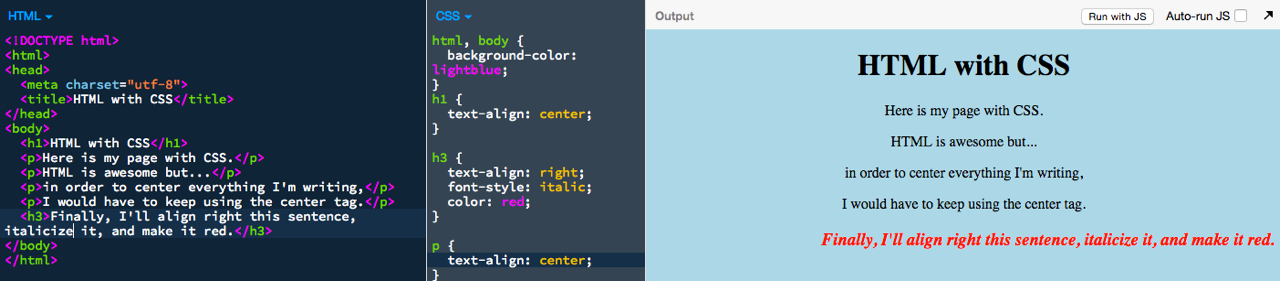 HTML
<!DOCTYPE html>
<html>
<head>
  <meta charset="utf-8">
  <title>HTML with CSS</title>
</head>
<body>
  <h1>HTML with CSS</h1>
  <p>Here is my page with CSS.</p>
  <p>HTML is awesome but...</p>
  <p>in order to center everything I'm writing,</p>
  <p>I would have to keep using the center tag.</p>
  <h3>Finally, I'll align right this sentence,
italicize it, and make it red.</h3>
</body>
</html>
CSS
html, body {
  background-color:
lightblue;
}
h1 {
  text-align: center;
}
h3 {
  text-align: right;
  font-style: italic;
  color: red;
}
p {
  text-align: center;
}
Output
Run with JS
Auto-run JS
HTML with CSS
Here is my page with CSS.
HTML is awesome but...
in order to center everything I'm writing,
I would have to keep using the center tag.
Finally, I'll align right this sentence, italicize it, and make it red.